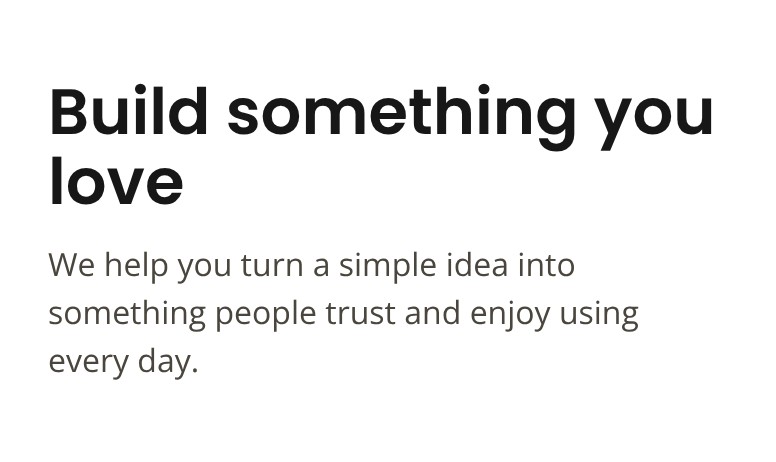 Build something you
love
We help you turn a simple idea into
something people trust and enjoy using
every day.